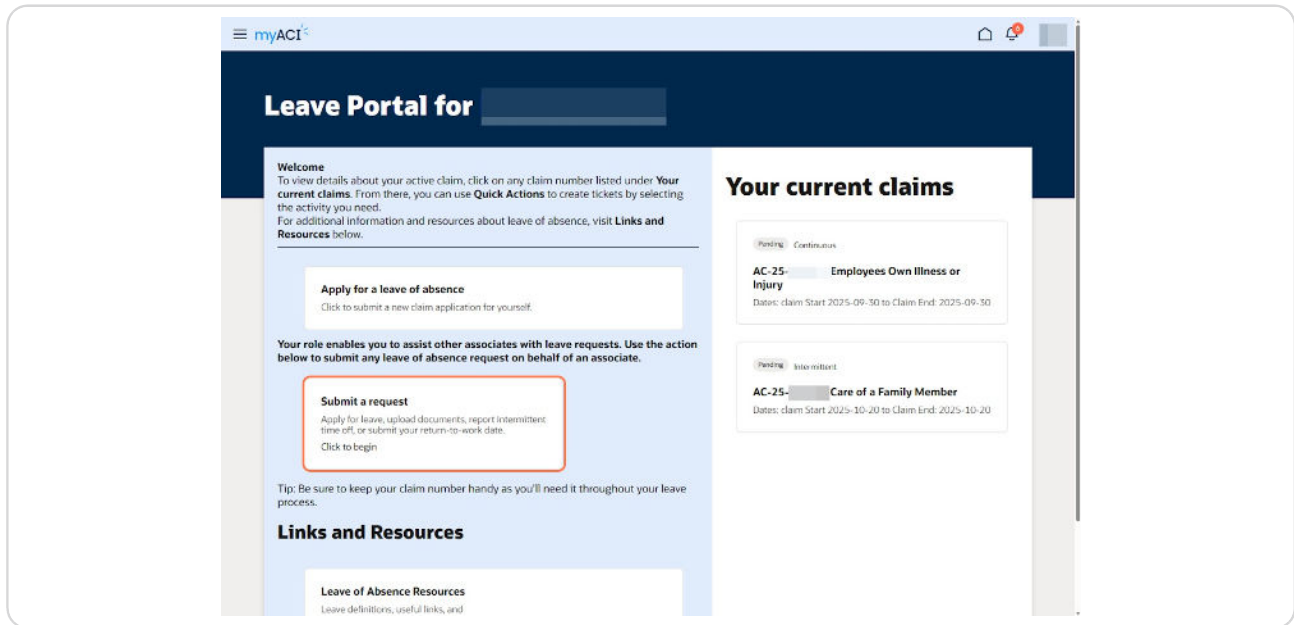 myACI
6
Leave Portal for
Welcome
To view details about your active claim, click on any claim number listed under Your
current claims. From there, you can use Quick Actions to create tickets by selecting
the activity you need.
For additional information and resources about leave of absence, visit Links and
Resources below.
Apply for a leave of absence
Click to submit a new claim application for yourself.
Your role enables you to assist other associates with leave requests. Use the action
below to submit any leave of absence request on behalf of an associate.
Submit a request
Apply for leave, upload documents, report intermittent
time off, or submit your return-to-work date.
Click to begin
Tip: Be sure to keep your claim number handy as you'll need it throughout your leave
process.
Links and Resources
Leave of Absence Resources
Leave definitions, useful links, and
Your current claims
Pending Continuous
AC-25- Employees Own Illness or
Injury
Dates: claim Start 2025-09-30 to Claim End: 2025-09-30
Pending Intermittent
AC-25- Care of a Family Member
Dates: claim Start 2025-10-20 to Claim End: 2025-10-20